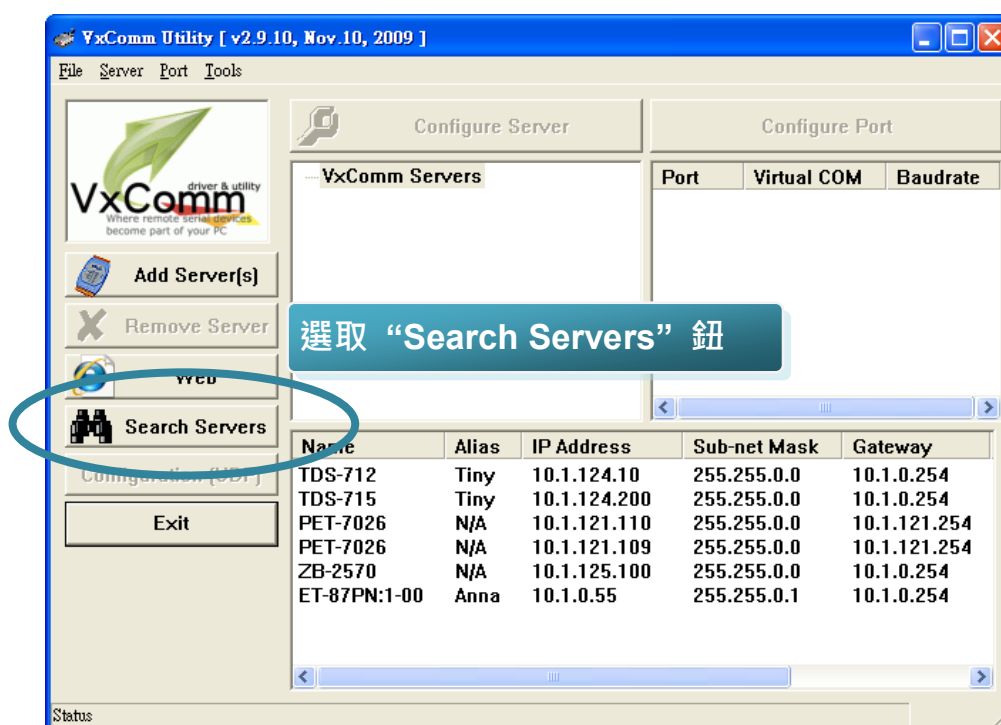 VxComm Utility [ v2.9.10, Nov.10, 2009 ]
File Server Port Tools
VxComm
driver & utility
Where remote serial devices
become part of your PC
Configure Server
Configure Port
VxComm Servers
Port Virtual COM Baudrate
Add Server(s)
Remove Server
Web
Search Servers
Configuration (UDP)
Exit
選取 “Search Servers” 鈕
Name Alias IP Address Sub-net Mask Gateway
TDS-712 Tiny 10.1.124.10 255.255.0.0 10.1.0.254
TDS-715 Tiny 10.1.124.200 255.255.0.0 10.1.0.254
PET-7026 N/A 10.1.121.110 255.255.0.0 10.1.121.254
PET-7026 N/A 10.1.121.109 255.255.0.0 10.1.121.254
ZB-2570 N/A 10.1.125.100 255.255.0.0 10.1.0.254
ET-87PN:1-00 Anna 10.1.0.55 255.255.0.1 10.1.0.254
Status